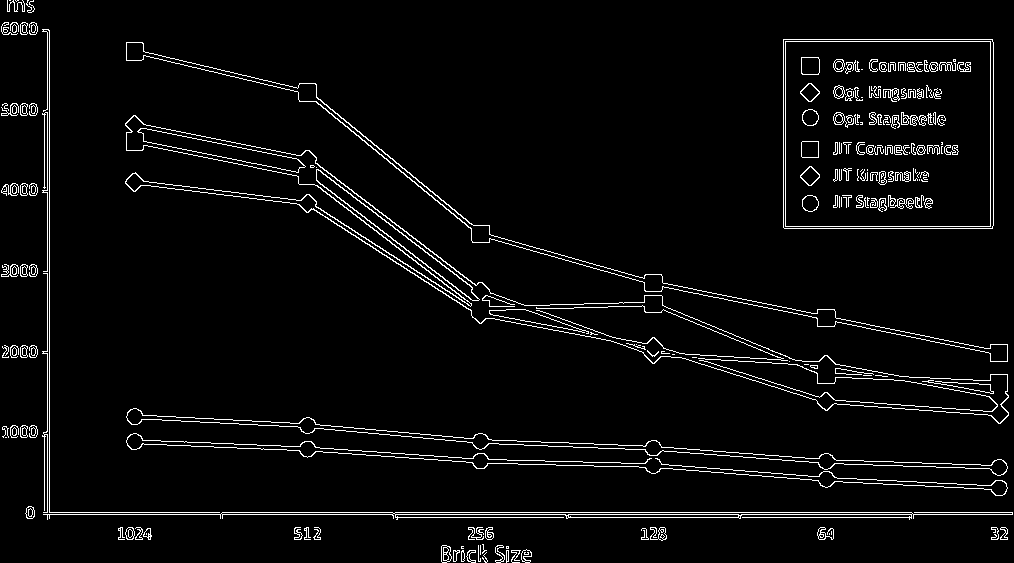 ms
6000
5000
4000
3000
2000
1000
0
1024 512 256 128 64 32
Brick Size
Opt. Connectomics
Opt. Kingsnake
Opt. Stagbeetle
JIT Connectomics
JIT Kingsnake
JIT Stagbeetle